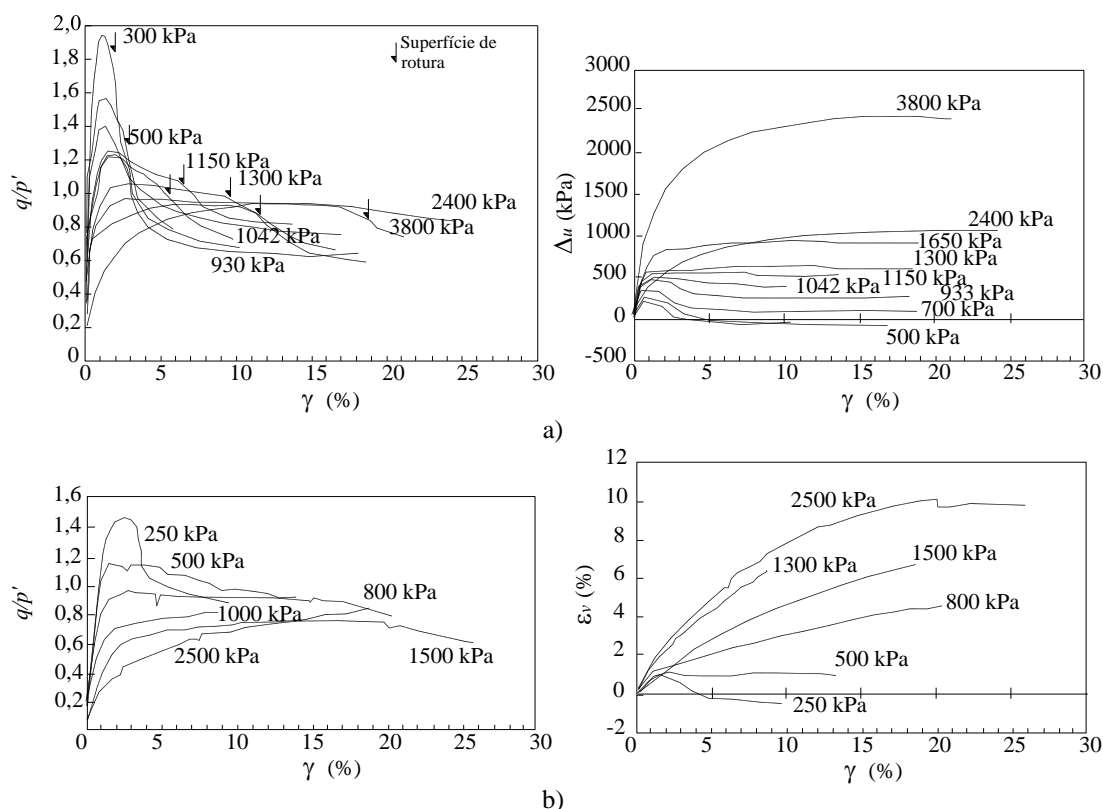 a)
2,0
1,8
1,6
1,4
1,2
1,0
0,8
0,6
0,4
0,2
0
q/p'
300 kPa
500 kPa
1150 kPa
1300 kPa
2400 kPa
3800 kPa
1042 kPa
930 kPa
Superfície de
rotura
0 5 10 15 20 25 30
γ (%)
3000
2500
2000
1500
1000
500
0
-500
Δu (kPa)
3800 kPa
2400 kPa
1650 kPa
1300 kPa
1150 kPa
1042 kPa
933 kPa
700 kPa
500 kPa
0 5 10 15 20 25 30
γ (%)
a)
b)
1,6
1,4
1,2
1,0
0,8
0,6
0,4
0,2
0
q/p'
250 kPa
500 kPa
800 kPa
1000 kPa
2500 kPa
1500 kPa
0 5 10 15 20 25 30
γ (%)
12
10
8
6
4
2
0
-2
εv (%)
2500 kPa
1300 kPa
1500 kPa
800 kPa
500 kPa
250 kPa
0 5 10 15 20 25 30
γ (%)
b)